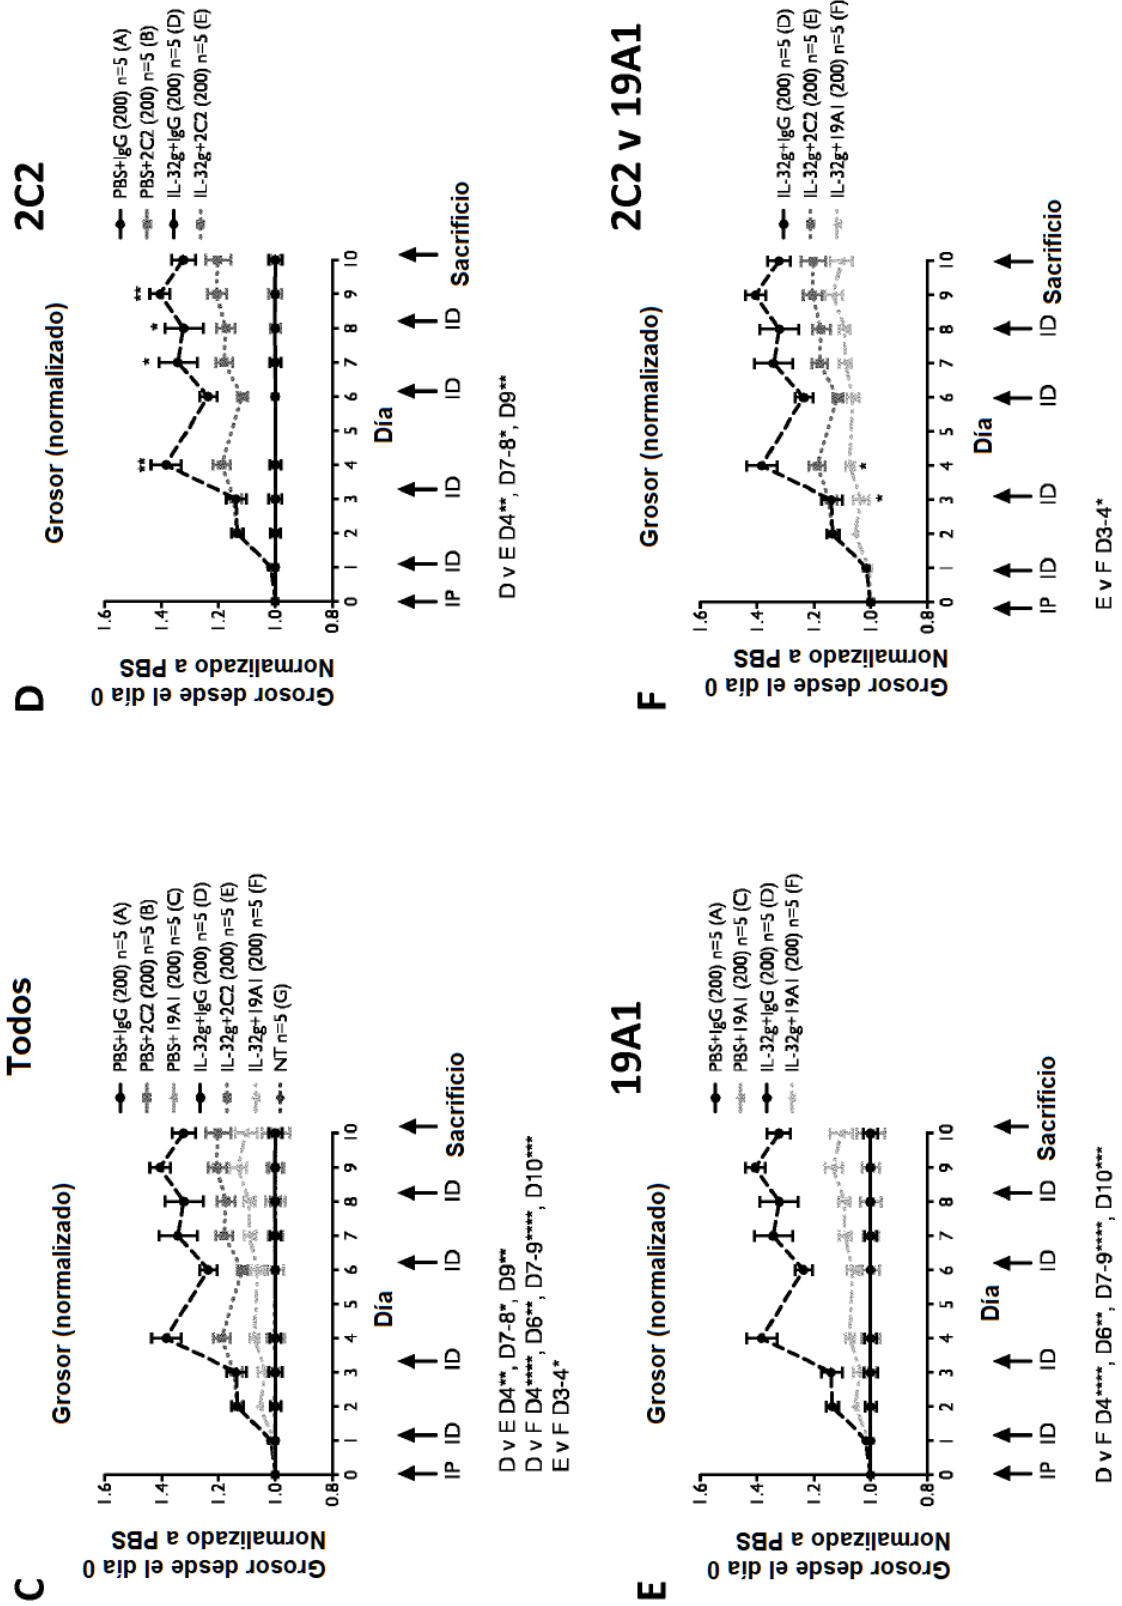 C
Todos
Grosor (normalizado)
Grosor desde el día 0
Normalizado a PBS
1.6
1.4
1.2
1.0
0.8
0 1 2 3 4 5 6 7 8 9 10
Día
IP ID ID ID ID Sacrificio
PBS+IgG (200) n=5 (A)
PBS+2C2 (200) n=5 (B)
PBS+19A1 (200) n=5 (C)
IL-32g+IgG (200) n=5 (D)
IL-32g+2C2 (200) n=5 (E)
IL-32g+19A1 (200) n=5 (F)
NT n=5 (G)
D v E D4**, D7-8*, D9**
D v F D4****, D6**, D7-9****, D10***
E v F D3-4*
D
2C2
Grosor (normalizado)
Grosor desde el día 0
Normalizado a PBS
1.6
1.4
1.2
1.0
0.8
** * * **
0 1 2 3 4 5 6 7 8 9 10
Día
IP ID ID ID ID Sacrificio
PBS+IgG (200) n=5 (A)
PBS+2C2 (200) n=5 (B)
IL-32g+IgG (200) n=5 (D)
IL-32g+2C2 (200) n=5 (E)
D v E D4**, D7-8*, D9**
E
19A1
Grosor (normalizado)
Grosor desde el día 0
Normalizado a PBS
1.6
1.4
1.2
1.0
0.8
0 1 2 3 4 5 6 7 8 9 10
Día
IP ID ID ID ID Sacrificio
PBS+IgG (200) n=5 (A)
PBS+19A1 (200) n=5 (C)
IL-32g+IgG (200) n=5 (D)
IL-32g+19A1 (200) n=5 (F)
D v F D4****, D6**, D7-9****, D10***
F
2C2 v 19A1
Grosor (normalizado)
Grosor desde el día 0
Normalizado a PBS
1.6
1.4
1.2
1.0
0.8
* *
0 1 2 3 4 5 6 7 8 9 10
Día
IP ID ID ID ID Sacrificio
IL-32g+IgG (200) n=5 (D)
IL-32g+2C2 (200) n=5 (E)
IL-32g+19A1 (200) n=5 (F)
E v F D3-4*